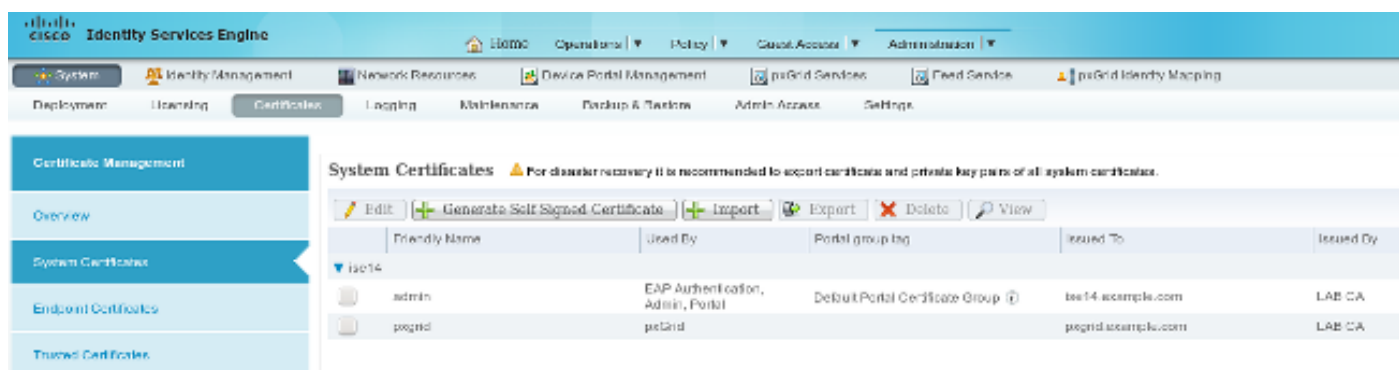 CISCO Identity Services Engine
Home Operations Policy Guest Access Administration
System Identity Management Network Resources Device Portal Management pxGrid Services Feed Service pxGrid Identity Mapping
Deployment Licensing Certificates Logging Maintenance Backup & Restore Admin Access Settings
Certificate Management
Overview
System Certificates
Endpoint Certificates
Trusted Certificates
System Certificates For disaster recovery it is recommended to export certificate and private key pairs of all system certificates.
Edit Generate Self Signed Certificate Import Export Delete View
Friendly Name Used By Portal group tag Issued To Issued By
ise14
admin EAP Authentication, Admin, Portal Default Portal Certificate Group ise14.example.com LAB CA
pxgrid pxGrid pxgrid.example.com LAB CA